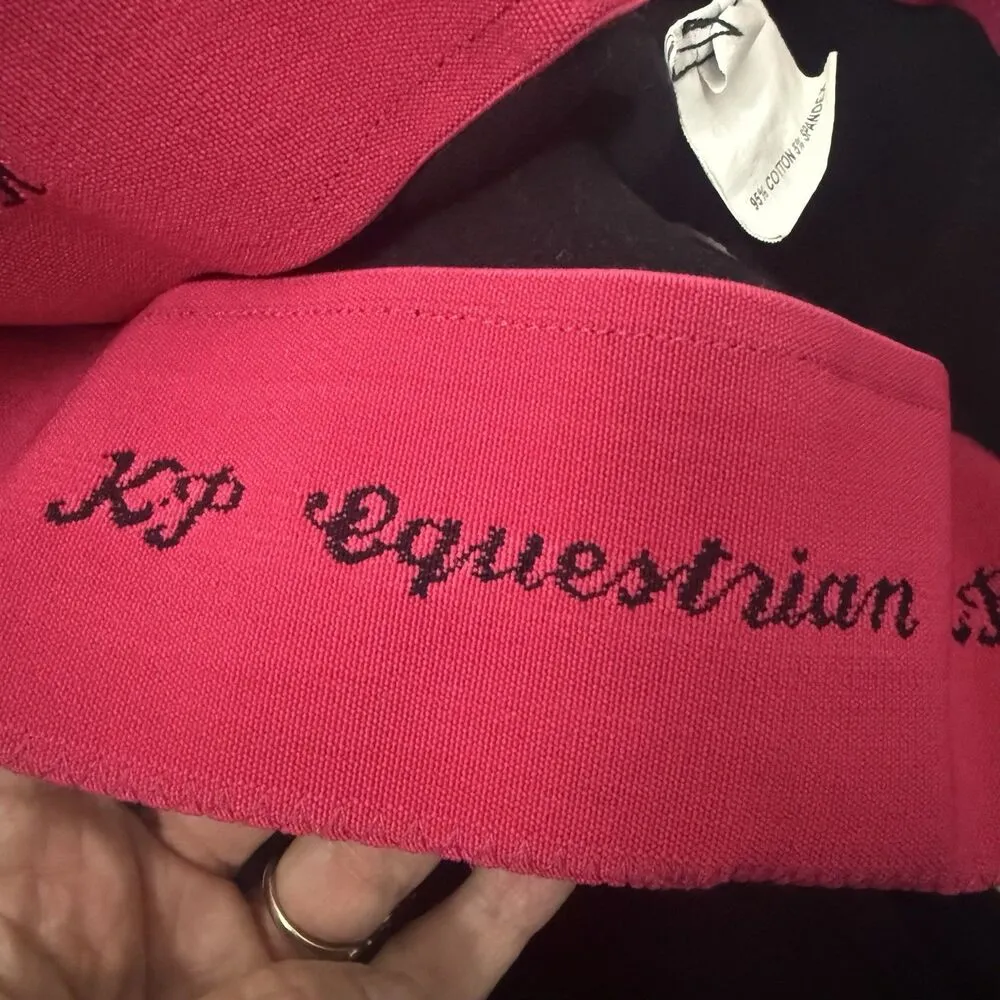 95% COTTON 5% SPANDEX
KP Equestrian